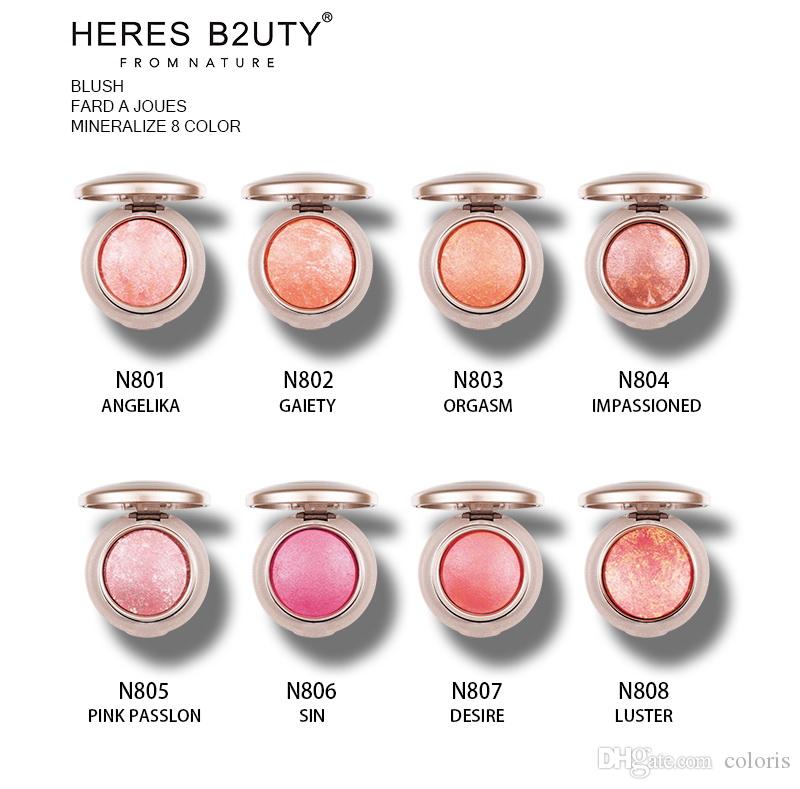 HERES B2UTY®
FROM NATURE
BLUSH
FARD A JOUES
MINERALIZE 8 COLOR
N801 N802 N803 N804
ANGELIKA GAIETY ORGASM IMPASSIONED
N805 N806 N807 N808
PINK PASSLON SIN DESIRE LUSTER
DHgate.com coloris